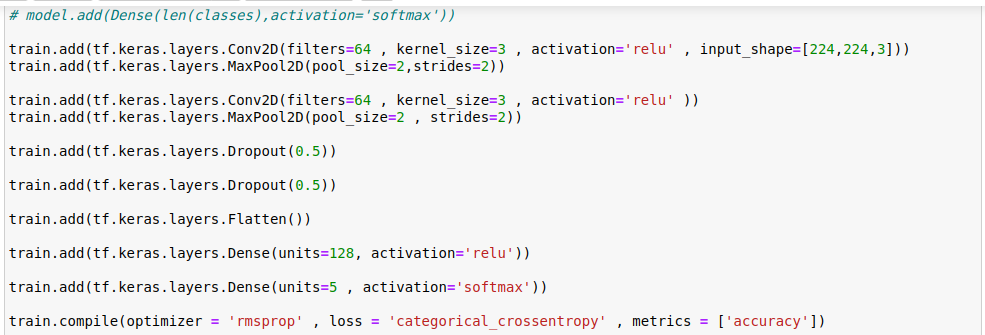 # model.add(Dense(len(classes),activation='softmax'))
train.add(tf.keras.layers.Conv2D(filters=64 , kernel_size=3 , activation='relu' , input_shape=[224,224,3]))
train.add(tf.keras.layers.MaxPool2D(pool_size=2,strides=2))
train.add(tf.keras.layers.Conv2D(filters=64 , kernel_size=3 , activation='relu' ))
train.add(tf.keras.layers.MaxPool2D(pool_size=2 , strides=2))
train.add(tf.keras.layers.Dropout(0.5))
train.add(tf.keras.layers.Dropout(0.5))
train.add(tf.keras.layers.Flatten())
train.add(tf.keras.layers.Dense(units=128, activation='relu'))
train.add(tf.keras.layers.Dense(units=5 , activation='softmax'))
train.compile(optimizer = 'rmsprop' , loss = 'categorical_crossentropy' , metrics = ['accuracy'])